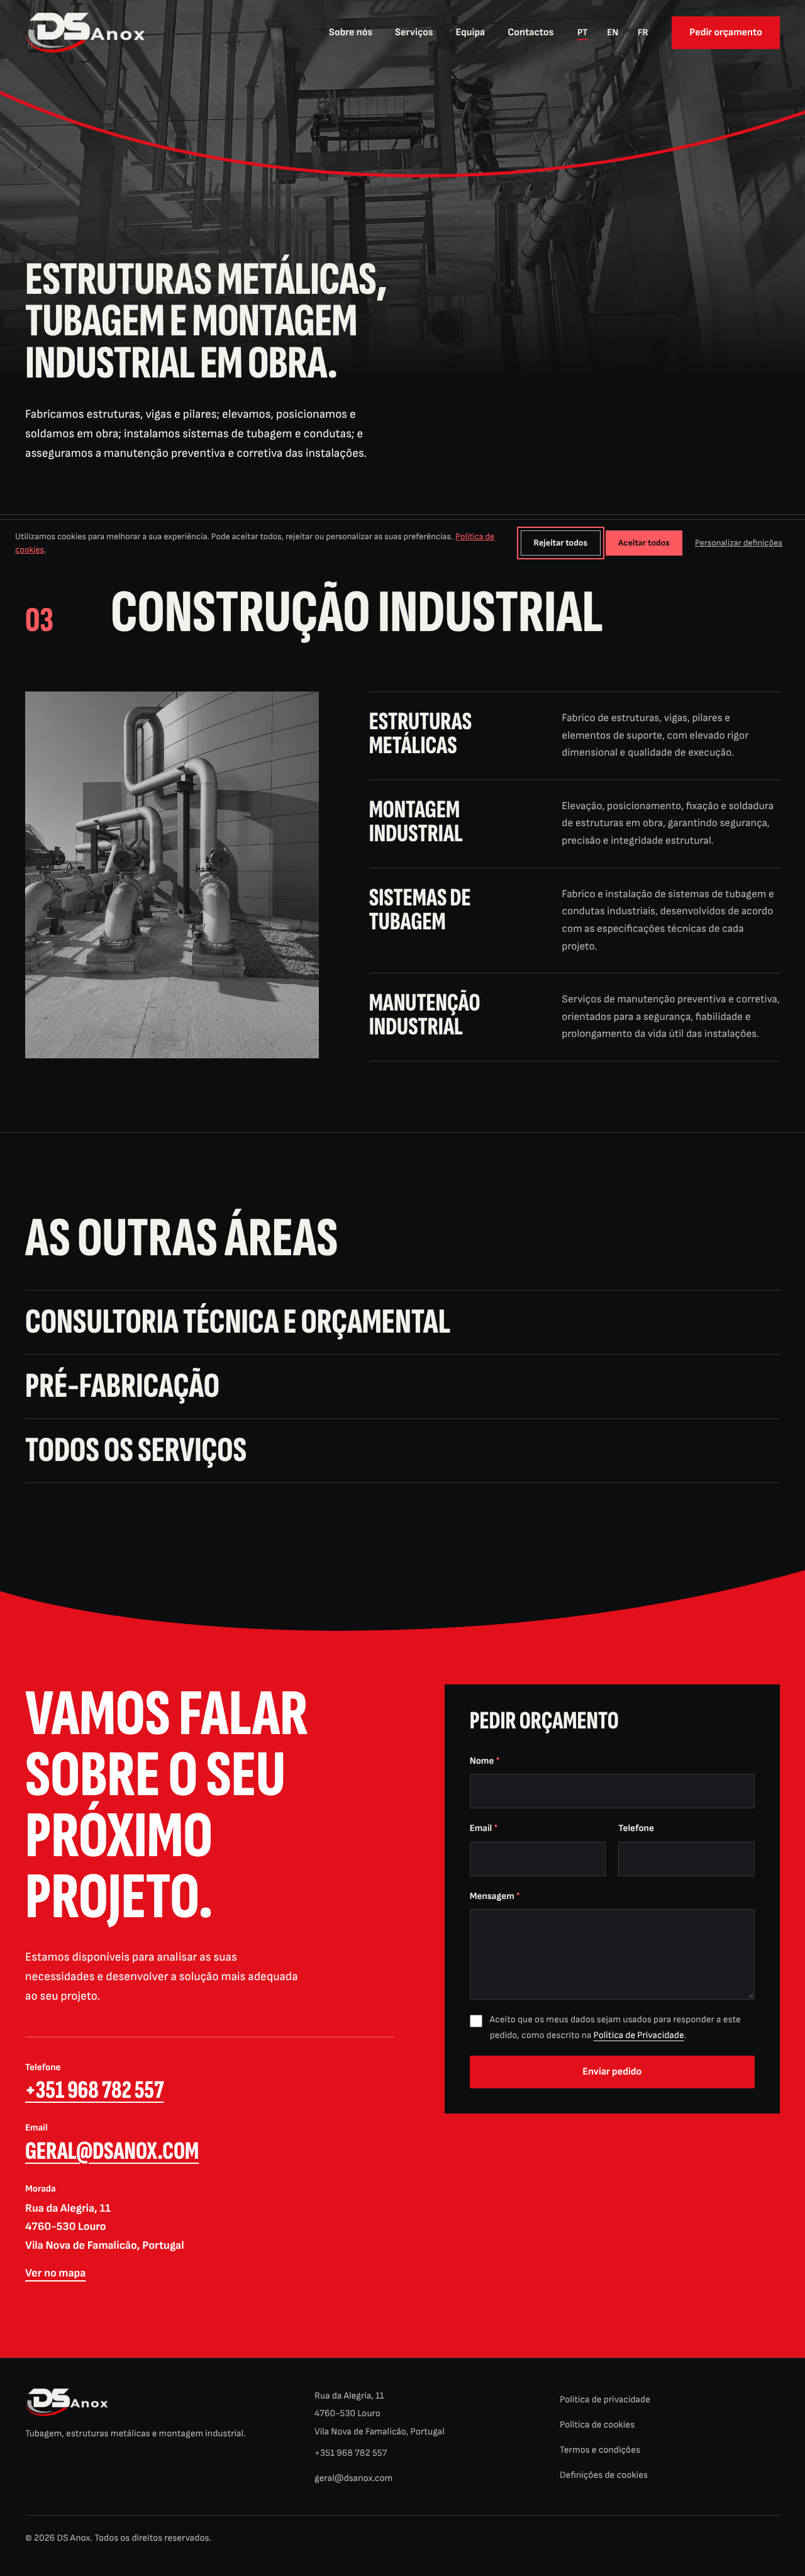 DS Anox
Sobre nós
Serviços
Equipa
Contactos
PT
EN
FR
Pedir orçamento
ESTRUTURAS METÁLICAS,
TUBAGEM E MONTAGEM
INDUSTRIAL EM OBRA.
Fabricamos estruturas, vigas e pilares; elevamos, posicionamos e
soldamos em obra; instalamos sistemas de tubagem e condutas; e
asseguramos a manutenção preventiva e corretiva das instalações.
Utilizamos cookies para melhorar a sua experiência. Pode aceitar todos, rejeitar ou personalizar as suas preferências. Política de
cookies.
Rejeitar todos
Aceitar todos
Personalizar definições
03
CONSTRUÇÃO INDUSTRIAL
ESTRUTURAS
METÁLICAS
Fabrico de estruturas, vigas, pilares e
elementos de suporte, com elevado rigor
dimensional e qualidade de execução.
MONTAGEM
INDUSTRIAL
Elevação, posicionamento, fixação e soldadura
de estruturas em obra, garantindo segurança,
precisão e integridade estrutural.
SISTEMAS DE
TUBAGEM
Fabrico e instalação de sistemas de tubagem e
condutas industriais, desenvolvidos de acordo
com as especificações técnicas de cada
projeto.
MANUTENÇÃO
INDUSTRIAL
Serviços de manutenção preventiva e corretiva,
orientados para a segurança, fiabilidade e
prolongamento da vida útil das instalações.
AS OUTRAS ÁREAS
CONSULTORIA TÉCNICA E ORÇAMENTAL
PRÉ-FABRICAÇÃO
TODOS OS SERVIÇOS
VAMOS FALAR
SOBRE O SEU
PRÓXIMO
PROJETO.
Estamos disponíveis para analisar as suas
necessidades e desenvolver a solução mais adequada
ao seu projeto.
Telefone
+351 968 782 557
Email
GERAL@DSANOX.COM
Morada
Rua da Alegria, 11
4760-530 Louro
Vila Nova de Famalicão, Portugal
Ver no mapa
PEDIR ORÇAMENTO
Nome *
Email *
Telefone
Mensagem *
Aceito que os meus dados sejam usados para responder a este
pedido, como descrito na Política de Privacidade.
Enviar pedido
DS Anox
Tubagem, estruturas metálicas e montagem industrial.
Rua da Alegria, 11
4760-530 Louro
Vila Nova de Famalicão, Portugal
+351 968 782 557
geral@dsanox.com
Política de privacidade
Política de cookies
Termos e condições
Definições de cookies
© 2026 DS Anox. Todos os direitos reservados.